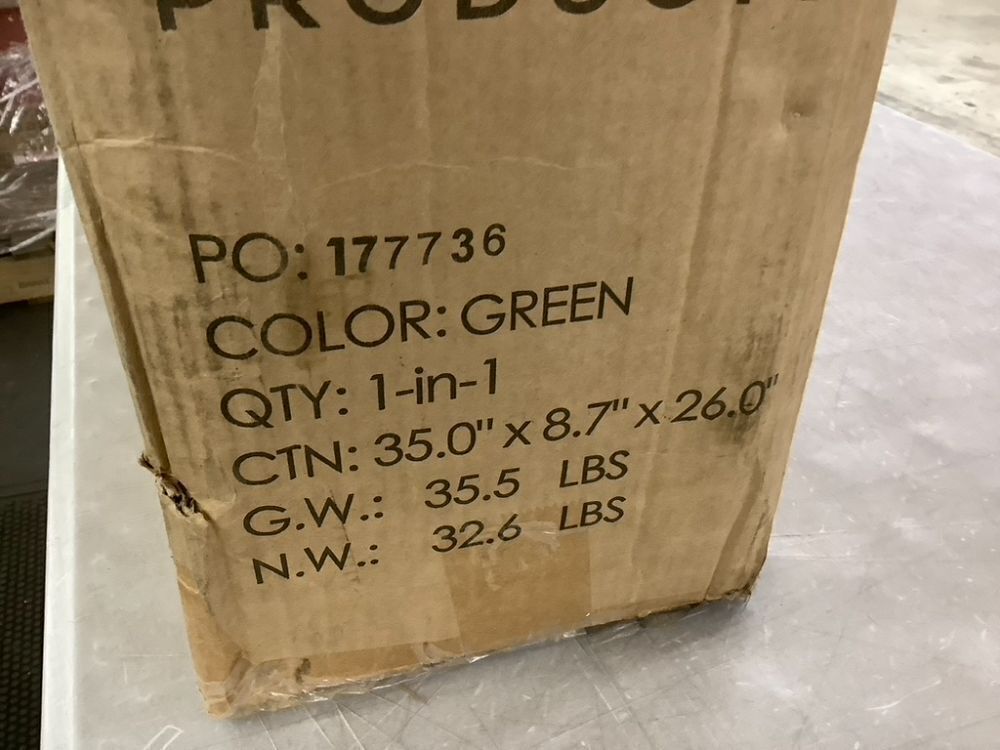 PO: 177736
COLOR: GREEN
QTY: 1-in-1
CTN: 35.0" x 8.7" x 26.0"
G.W.: 35.5 LBS
N.W.: 32.6 LBS